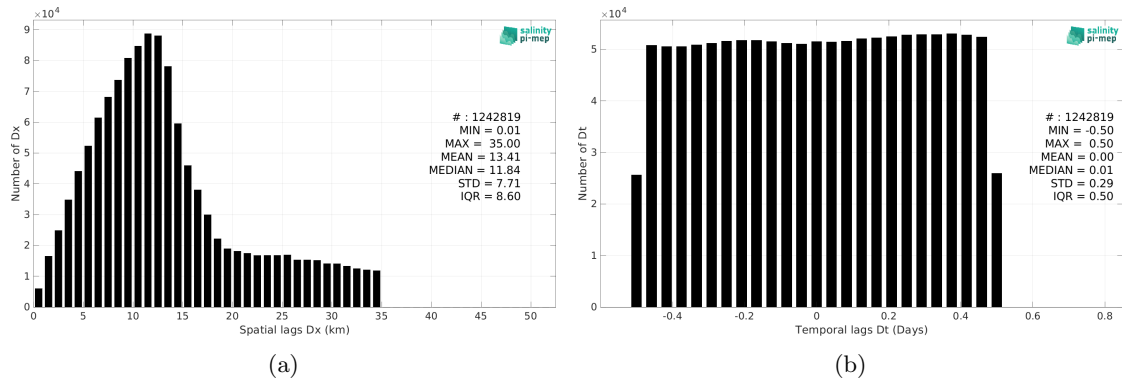 ×10⁴
9
8
7
6
5
4
3
2
1
0
Number of Dx
salinity
pi-mep
# : 1242819
MIN = 0.01
MAX = 35.00
MEAN = 13.41
MEDIAN = 11.84
STD = 7.71
IQR = 8.60
0 5 10 15 20 25 30 35 40 45 50
Spatial lags Dx (km)
(a)
×10⁴
5
4
3
2
1
0
Number of Dt
salinity
pi-mep
# : 1242819
MIN = -0.50
MAX = 0.50
MEAN = 0.00
MEDIAN = 0.01
STD = 0.29
IQR = 0.50
-0.4 -0.2 0 0.2 0.4 0.6 0.8
Temporal lags Dt (Days)
(b)